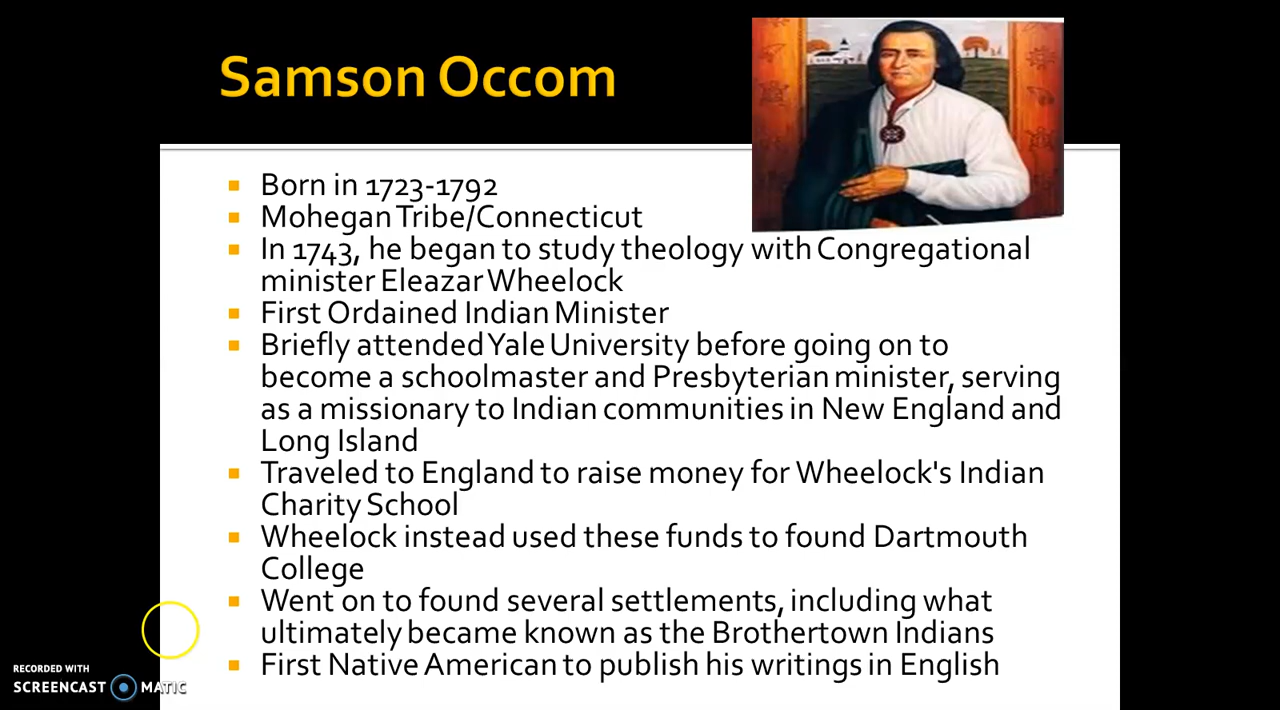 Samson Occom
Born in 1723-1792
Mohegan Tribe/Connecticut
In 1743, he began to study theology with Congregational
minister Eleazar Wheelock
First Ordained Indian Minister
Briefly attended Yale University before going on to
become a schoolmaster and Presbyterian minister, serving
as a missionary to Indian communities in New England and
Long Island
Traveled to England to raise money for Wheelock's Indian
Charity School
Wheelock instead used these funds to found Dartmouth
College
Went on to found several settlements, including what
ultimately became known as the Brothertown Indians
First Native American to publish his writings in English
RECORDED WITH
SCREENCAST MATIC